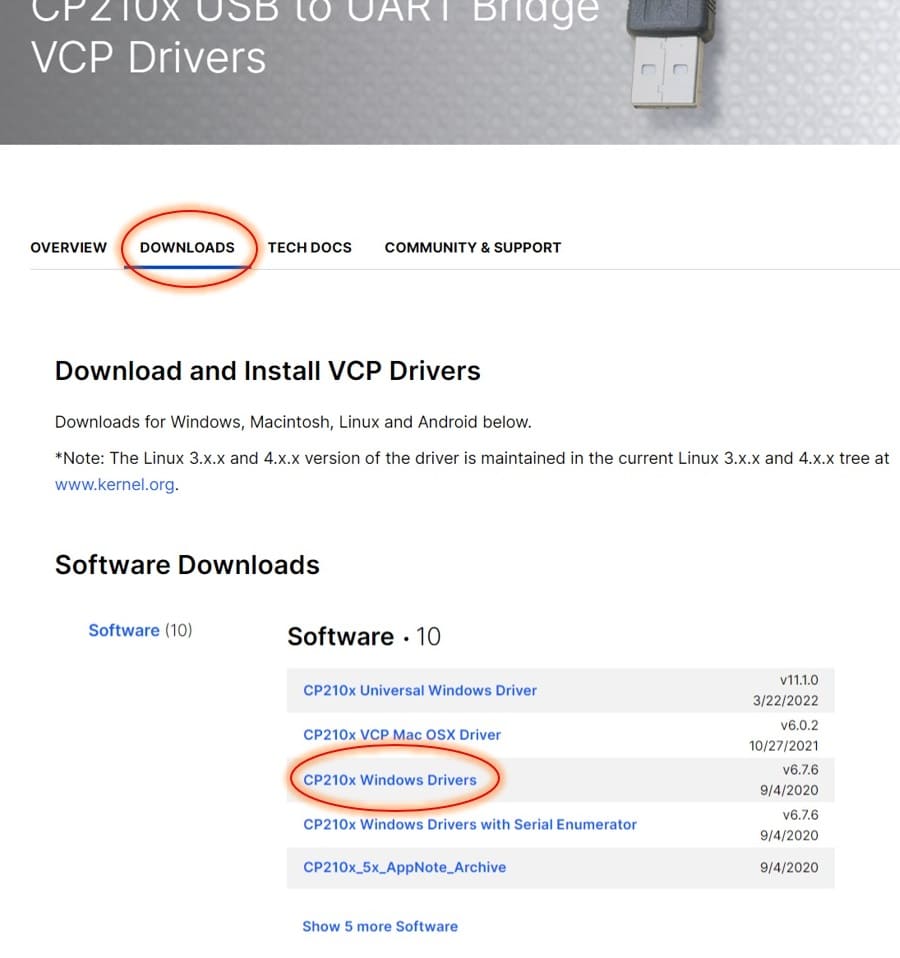 CP210x USB to UART Bridge
VCP Drivers
OVERVIEW DOWNLOADS TECH DOCS COMMUNITY & SUPPORT
Download and Install VCP Drivers
Downloads for Windows, Macintosh, Linux and Android below.
*Note: The Linux 3.x.x and 4.x.x version of the driver is maintained in the current Linux 3.x.x and 4.x.x tree at
www.kernel.org.
Software Downloads
Software (10)
Software • 10
CP210x Universal Windows Driver
v11.1.0
3/22/2022
CP210x VCP Mac OSX Driver
v6.0.2
10/27/2021
CP210x Windows Drivers
v6.7.6
9/4/2020
CP210x Windows Drivers with Serial Enumerator
v6.7.6
9/4/2020
CP210x_5x_AppNote_Archive
9/4/2020
Show 5 more Software